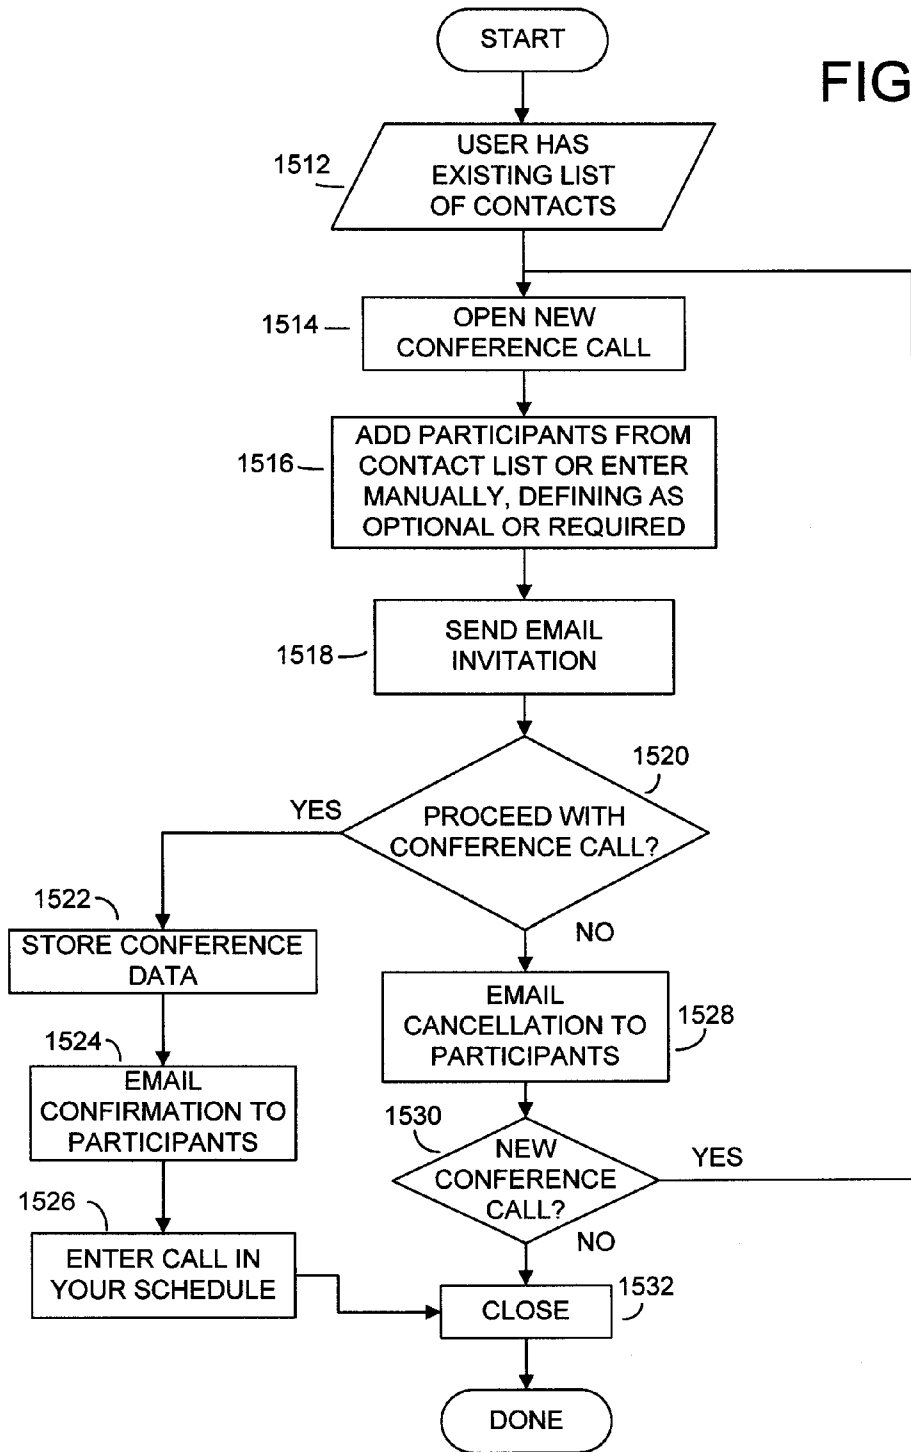 START
FIG
USER HAS
EXISTING LIST
OF CONTACTS
1512
OPEN NEW
CONFERENCE CALL
1514
ADD PARTICIPANTS FROM
CONTACT LIST OR ENTER
MANUALLY, DEFINING AS
OPTIONAL OR REQUIRED
1516
SEND EMAIL
INVITATION
1518
1520
PROCEED WITH
CONFERENCE CALL?
YES
NO
1522
STORE CONFERENCE
DATA
1524
EMAIL
CONFIRMATION TO
PARTICIPANTS
1526
ENTER CALL IN
YOUR SCHEDULE
EMAIL
CANCELLATION TO
PARTICIPANTS
1528
1530
NEW
CONFERENCE
CALL?
YES
NO
CLOSE
1532
DONE